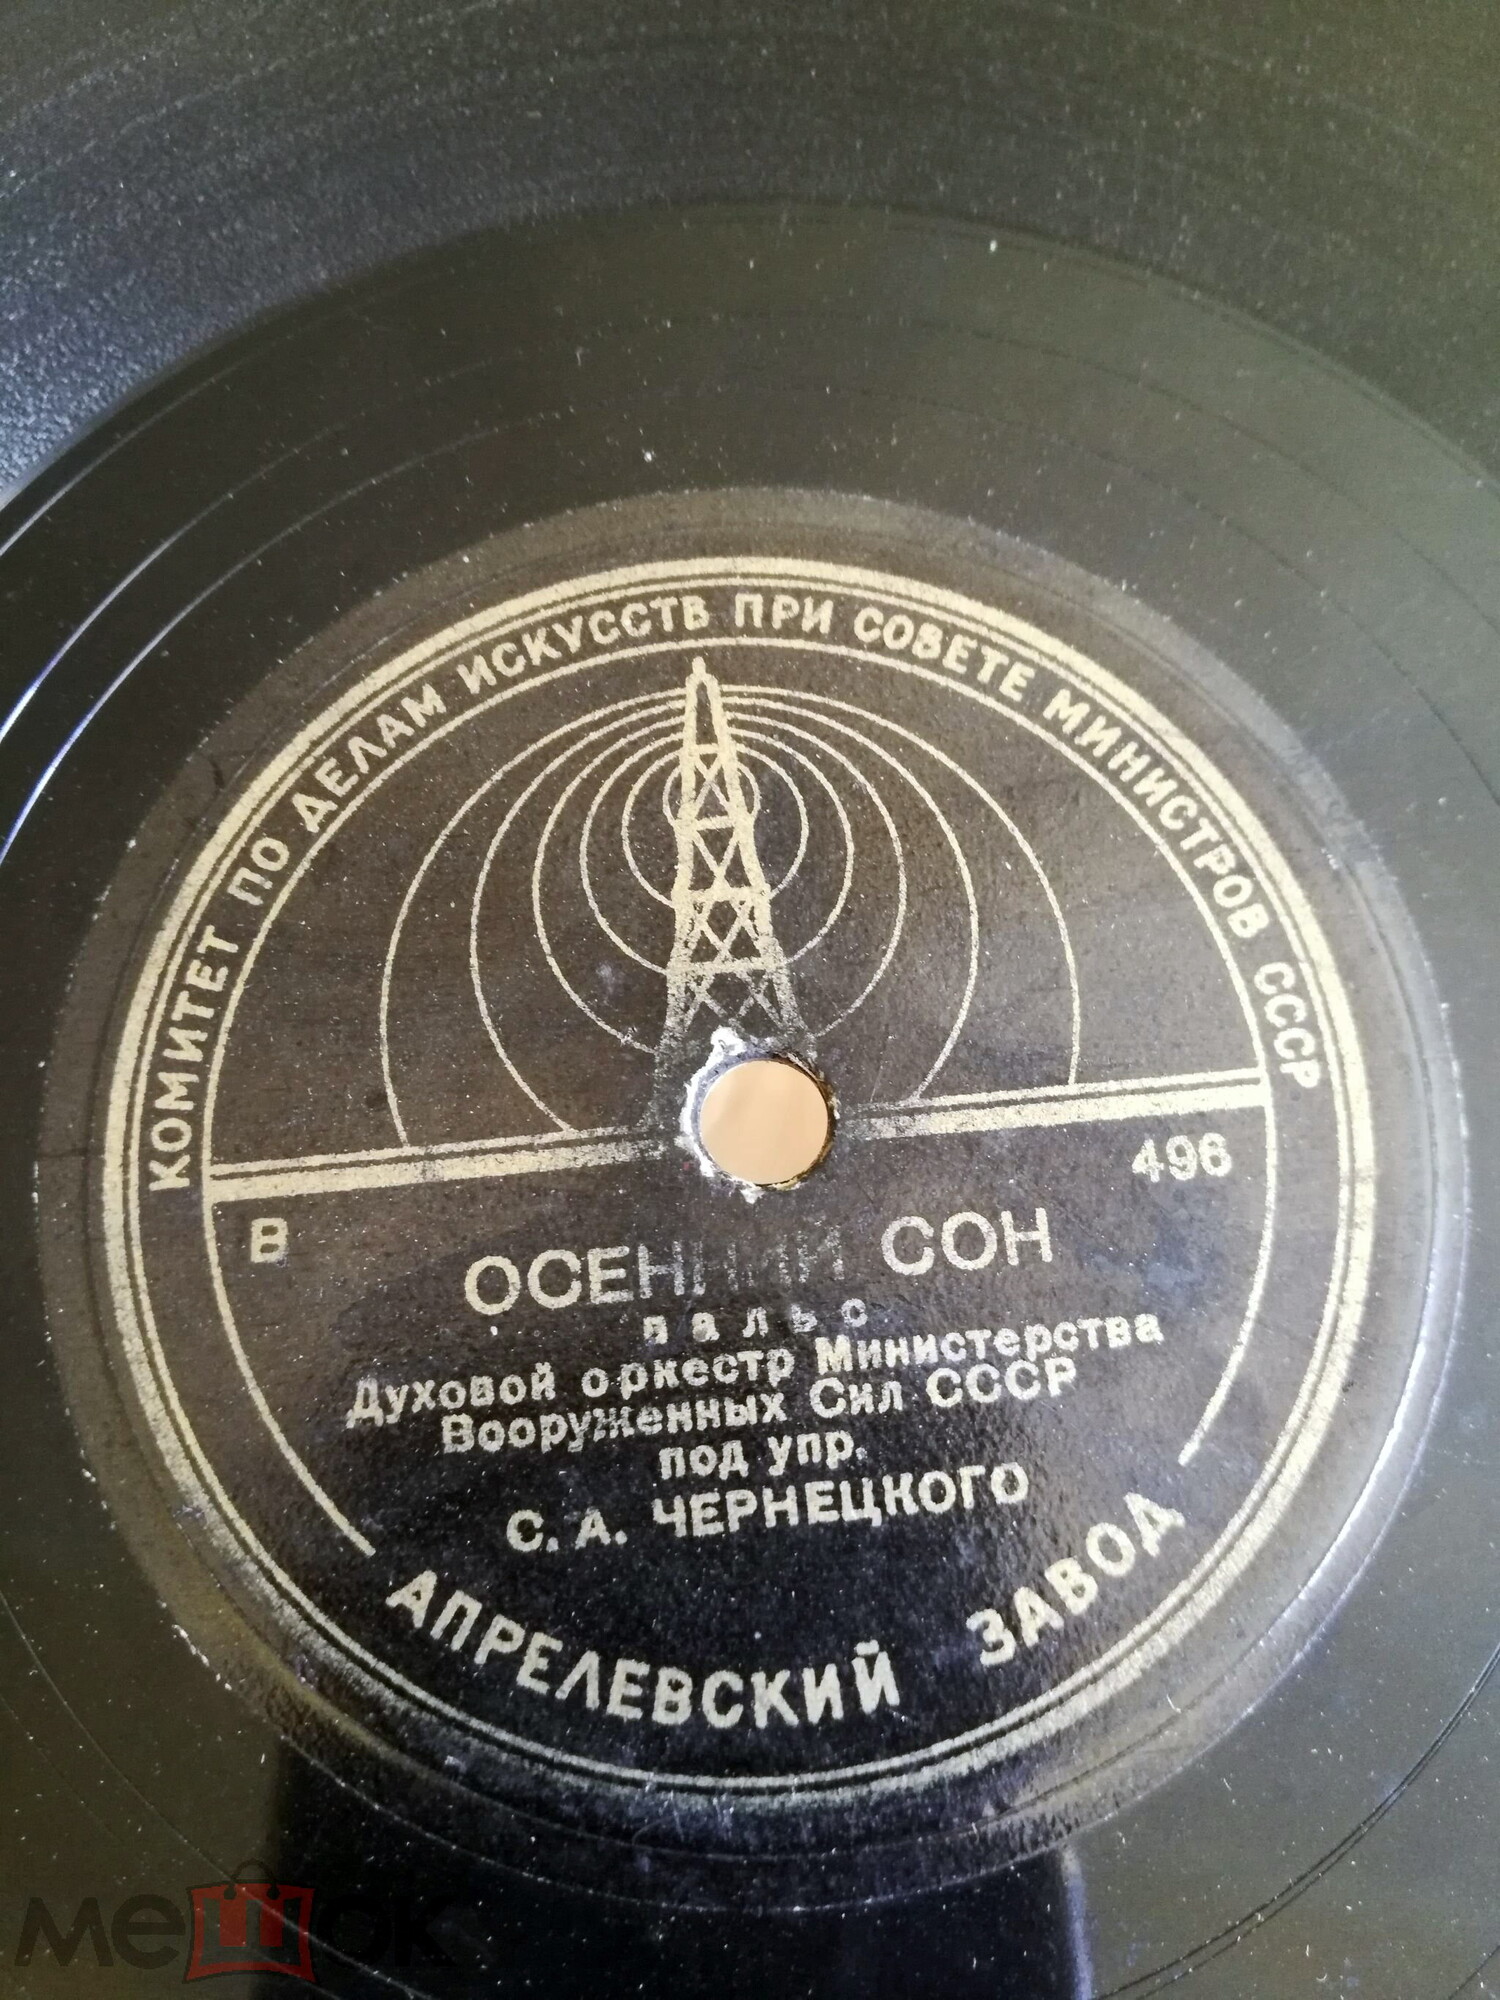 КОМИТЕТ ПО ДЕЛАМ ИСКУССТВ ПРИ СОВЕТЕ МИНИСТРОВ СССР
В 496
ОСЕННИЙ СОН
вальс
Духовой оркестр Министерства
Вооруженных Сил СССР
под упр.
С. А. ЧЕРНЕЦКОГО
АПРЕЛЕВСКИЙ ЗАВОД
мешок